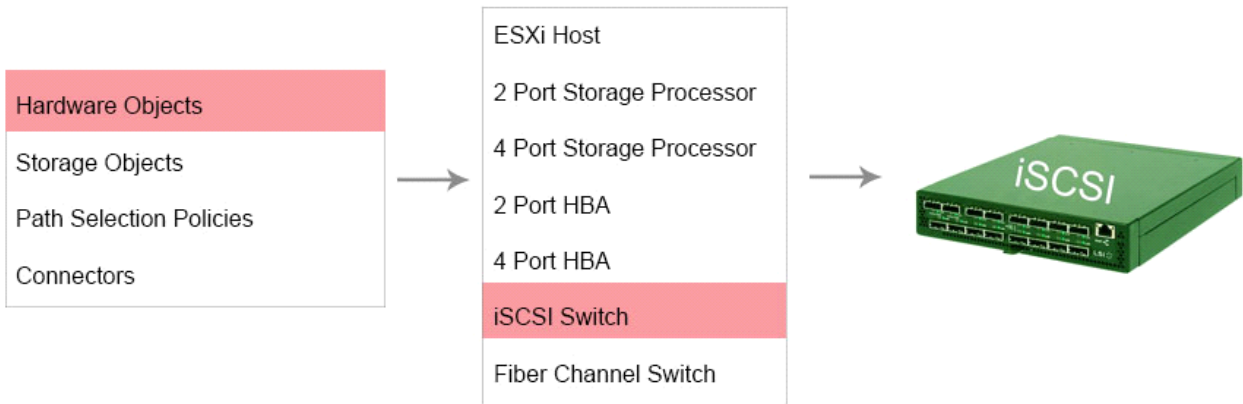 Hardware Objects
Storage Objects
Path Selection Policies
Connectors
ESXi Host
2 Port Storage Processor
4 Port Storage Processor
2 Port HBA
4 Port HBA
iSCSI Switch
Fiber Channel Switch
iSCSI
LSI